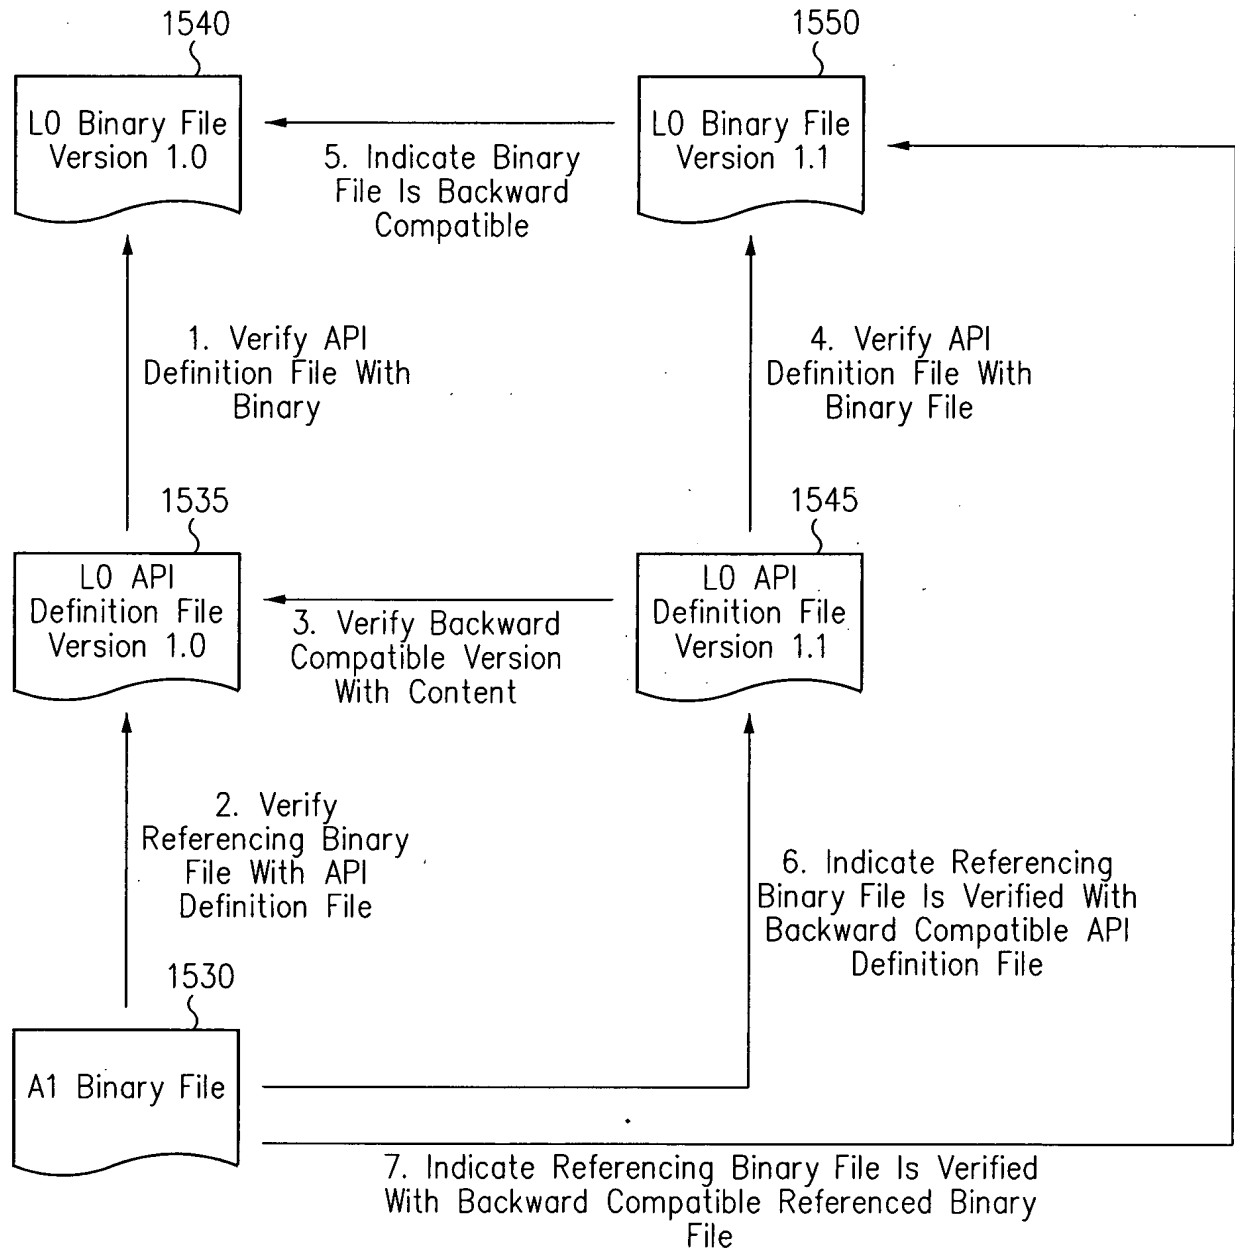 1540
1550
L0 Binary File
Version 1.0
L0 Binary File
Version 1.1
5. Indicate Binary
File Is Backward
Compatible
1. Verify API
Definition File With
Binary
4. Verify API
Definition File With
Binary File
1535
1545
L0 API
Definition File
Version 1.0
L0 API
Definition File
Version 1.1
3. Verify Backward
Compatible Version
With Content
2. Verify
Referencing Binary
File With API
Definition File
6. Indicate Referencing
Binary File Is Verified With
Backward Compatible API
Definition File
1530
A1 Binary File
7. Indicate Referencing Binary File Is Verified
With Backward Compatible Referenced Binary
File